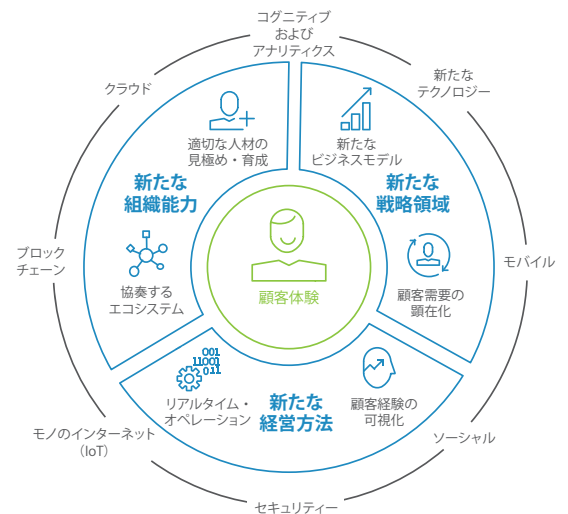 コグニティブ
および
アナリティクス
新たな
テクノロジー
モバイル
ソーシャル
セキュリティー
モノのインターネット
（IoT）
ブロック
チェーン
クラウド
適切な人材の
見極め・育成
新たな
組織能力
協奏する
エコシステム
新たな
ビジネスモデル
新たな
戦略領域
顧客需要の
顕在化
顧客体験
001
11001
011
リアルタイム・
オペレーション
新たな
経営方法
顧客経験の
可視化